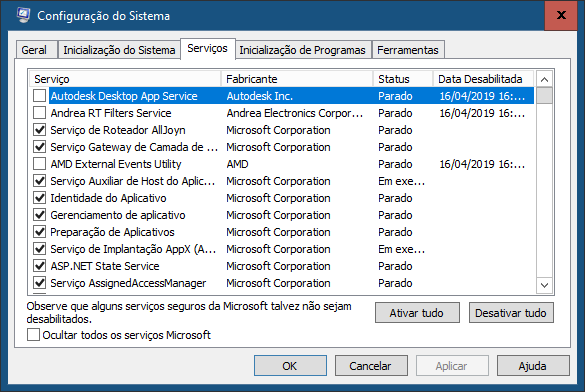 Configuração do Sistema
Geral Inicialização do Sistema Serviços Inicialização de Programas Ferramentas
Serviço Fabricante Status Data Desabilitada
Autodesk Desktop App Service Autodesk Inc. Parado 16/04/2019 16:...
Andrea RT Filters Service Andrea Electronics Corpor... Parado 16/04/2019 16:...
Serviço de Roteador AllJoyn Microsoft Corporation Parado
Serviço Gateway de Camada de ... Microsoft Corporation Parado
AMD External Events Utility AMD Parado 16/04/2019 16:...
Serviço Auxiliar de Host do Aplic... Microsoft Corporation Em exe...
Identidade do Aplicativo Microsoft Corporation Parado
Gerenciamento de aplicativo Microsoft Corporation Parado
Preparação de Aplicativos Microsoft Corporation Parado
Serviço de Implantação AppX (A... Microsoft Corporation Em exe...
ASP.NET State Service Microsoft Corporation Parado
Serviço AssignedAccessManager Microsoft Corporation Parado
Observe que alguns serviços seguros da Microsoft talvez não sejam
desabilitados.
Ativar tudo Desativar tudo
Ocultar todos os serviços Microsoft
OK Cancelar Aplicar Ajuda